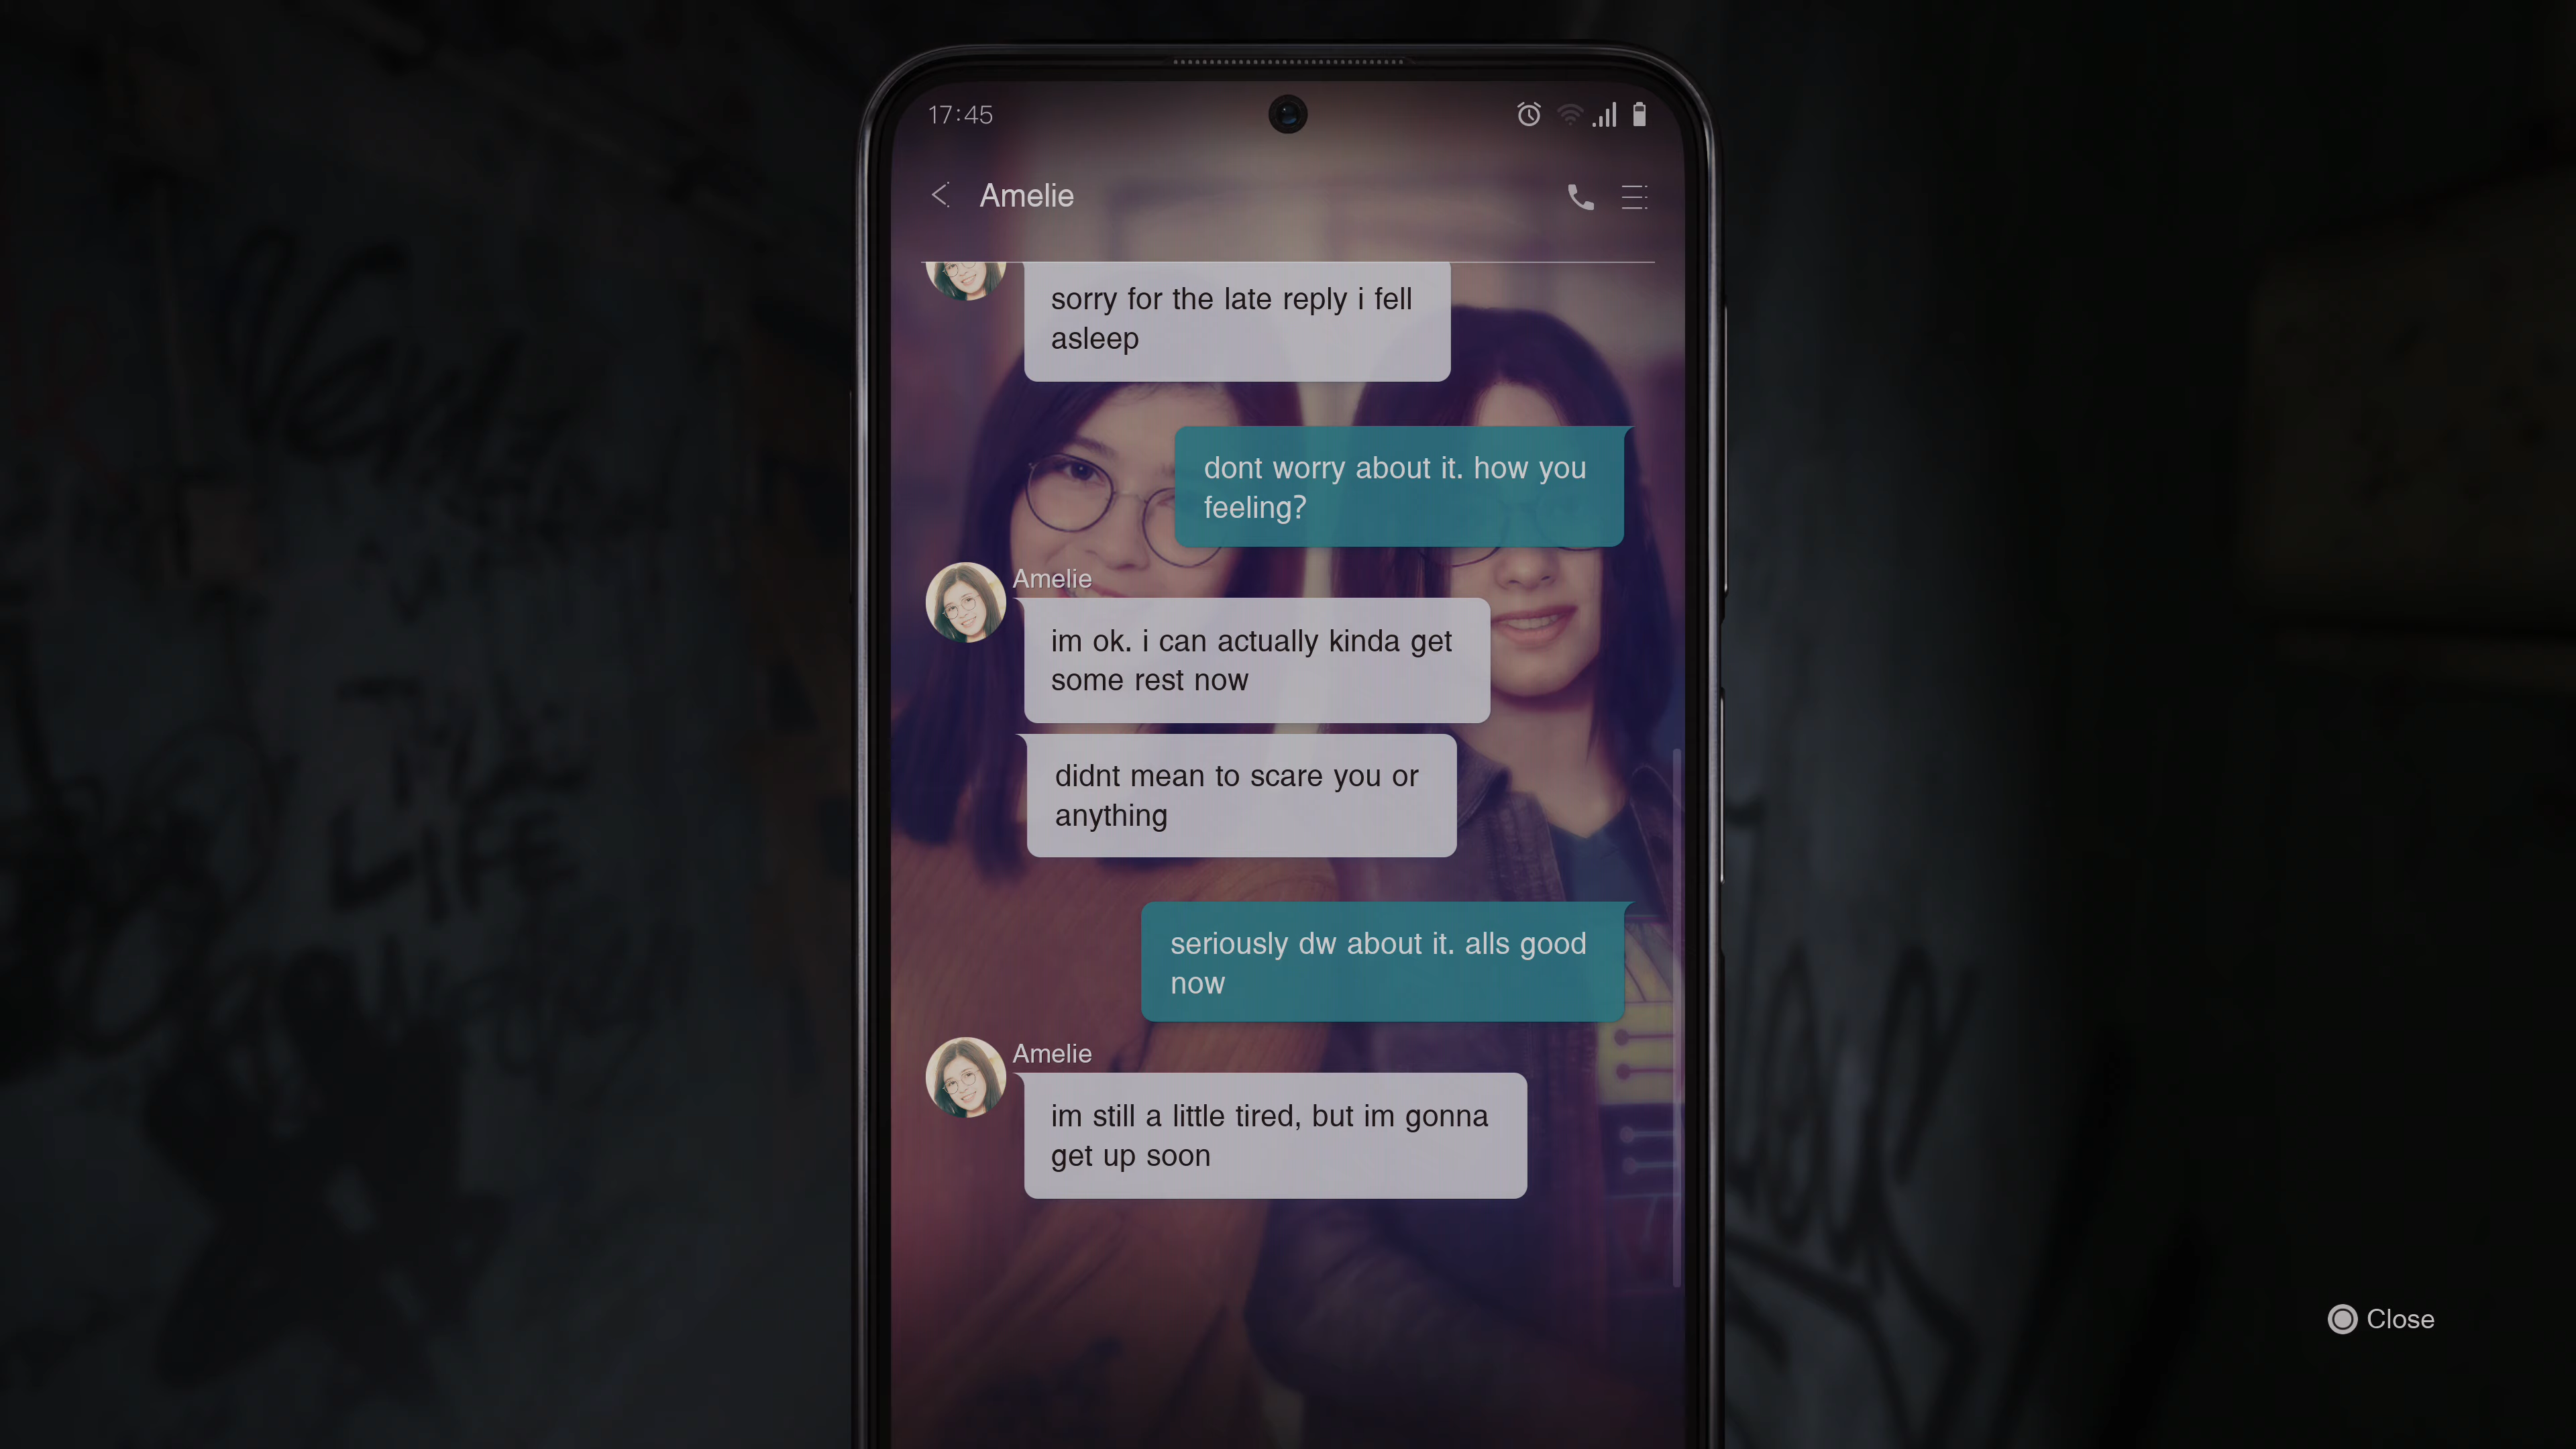 17:45
Amelie
sorry for the late reply i fell
asleep
dont worry about it. how you
feeling?
Amelie
im ok. i can actually kinda get
some rest now
didnt mean to scare you or
anything
seriously dw about it. alls good
now
Amelie
im still a little tired, but im gonna
get up soon
LIFE
Close